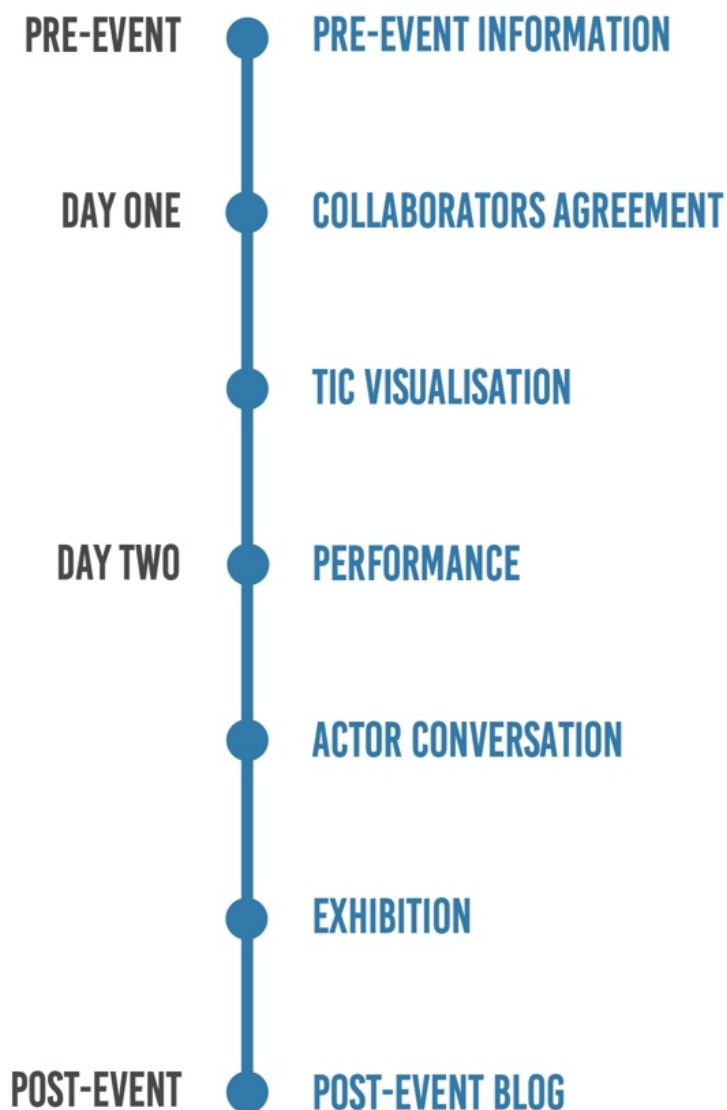 PRE-EVENT PRE-EVENT INFORMATION
DAY ONE COLLABORATORS AGREEMENT
TIC VISUALISATION
DAY TWO PERFORMANCE
ACTOR CONVERSATION
EXHIBITION
POST-EVENT POST-EVENT BLOG